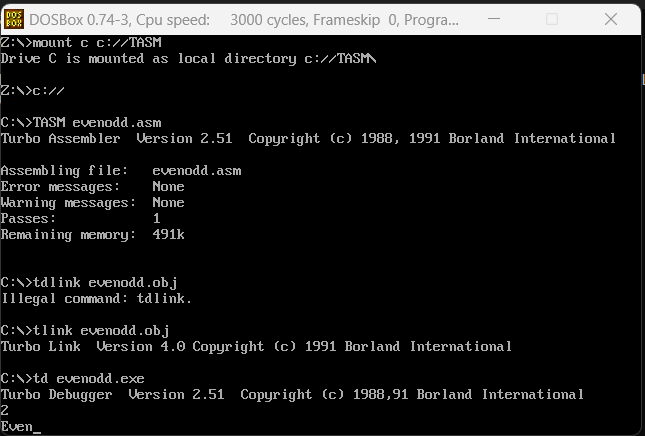 DOS
BOX
DOSBox 0.74-3, Cpu speed: 3000 cycles, Frameskip 0, Progra...
Z:\>mount c c://TASM
Drive C is mounted as local directory c://TASM\
Z:\>c://
C:\>TASM evenodd.asm
Turbo Assembler Version 2.51 Copyright (c) 1988, 1991 Borland International
Assembling file: evenodd.asm
Error messages: None
Warning messages: None
Passes: 1
Remaining memory: 491k
C:\>tdlink evenodd.obj
Illegal command: tdlink.
C:\>tlink evenodd.obj
Turbo Link Version 4.0 Copyright (c) 1991 Borland International
C:\>td evenodd.exe
Turbo Debugger Version 2.51 Copyright (c) 1988,91 Borland International
2
Even_